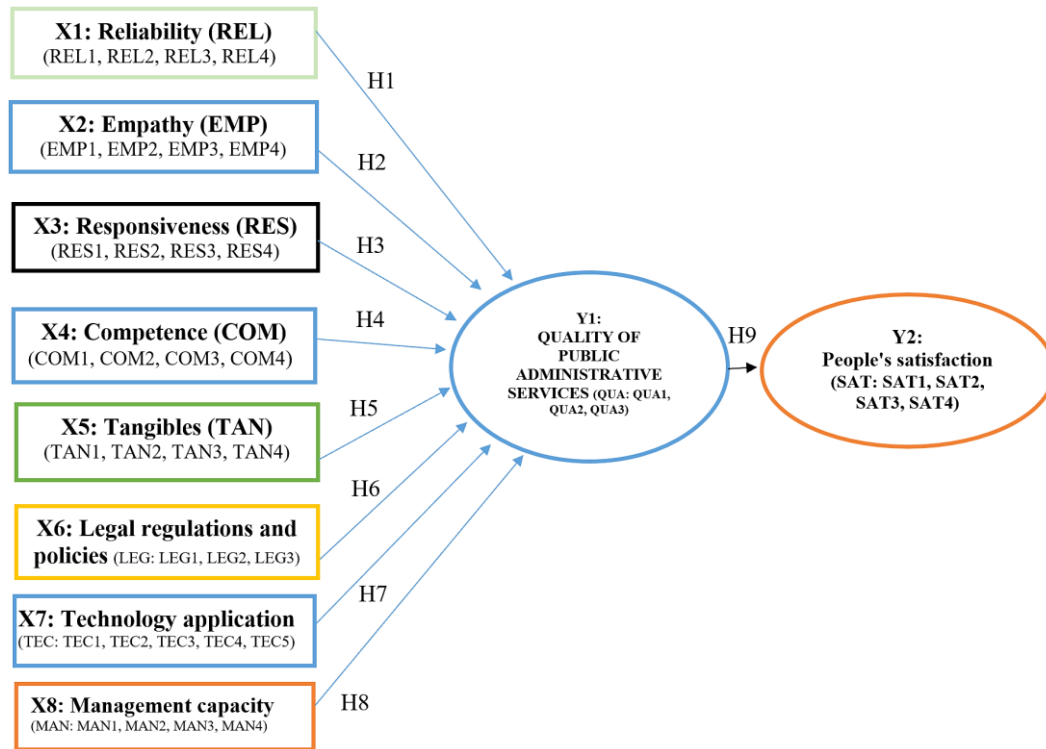 X1: Reliability (REL)
(REL1, REL2, REL3, REL4)
H1
X2: Empathy (EMP)
(EMP1, EMP2, EMP3, EMP4)
H2
X3: Responsiveness (RES)
(RES1, RES2, RES3, RES4)
H3
X4: Competence (COM)
(COM1, COM2, COM3, COM4)
H4
X5: Tangibles (TAN)
(TAN1, TAN2, TAN3, TAN4)
H5
X6: Legal regulations and
policies (LEG: LEG1, LEG2, LEG3)
H6
X7: Technology application
(TEC: TEC1, TEC2, TEC3, TEC4, TEC5)
H7
X8: Management capacity
(MAN: MAN1, MAN2, MAN3, MAN4)
H8
Y1:
QUALITY OF
PUBLIC
ADMINISTRATIVE
SERVICES (QUA: QUA1,
QUA2, QUA3)
H9
Y2:
People's satisfaction
(SAT: SAT1, SAT2,
SAT3, SAT4)